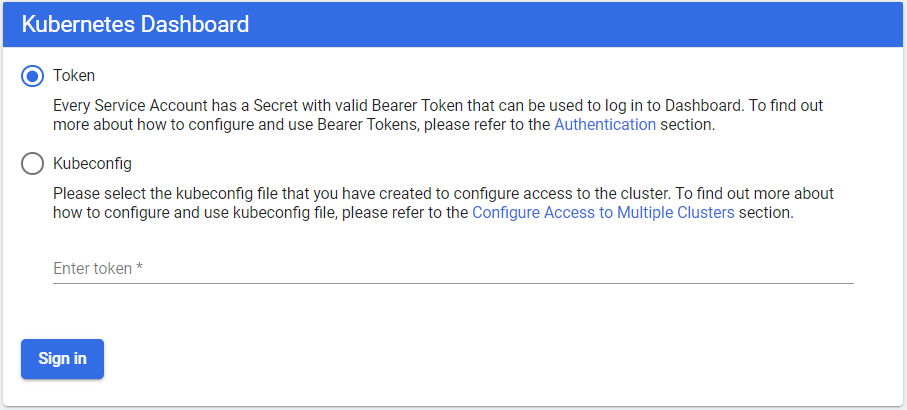 Kubernetes Dashboard
Token
Every Service Account has a Secret with valid Bearer Token that can be used to log in to Dashboard. To find out
more about how to configure and use Bearer Tokens, please refer to the Authentication section.
Kubeconfig
Please select the kubeconfig file that you have created to configure access to the cluster. To find out more about
how to configure and use kubeconfig file, please refer to the Configure Access to Multiple Clusters section.
Enter token *
Sign in